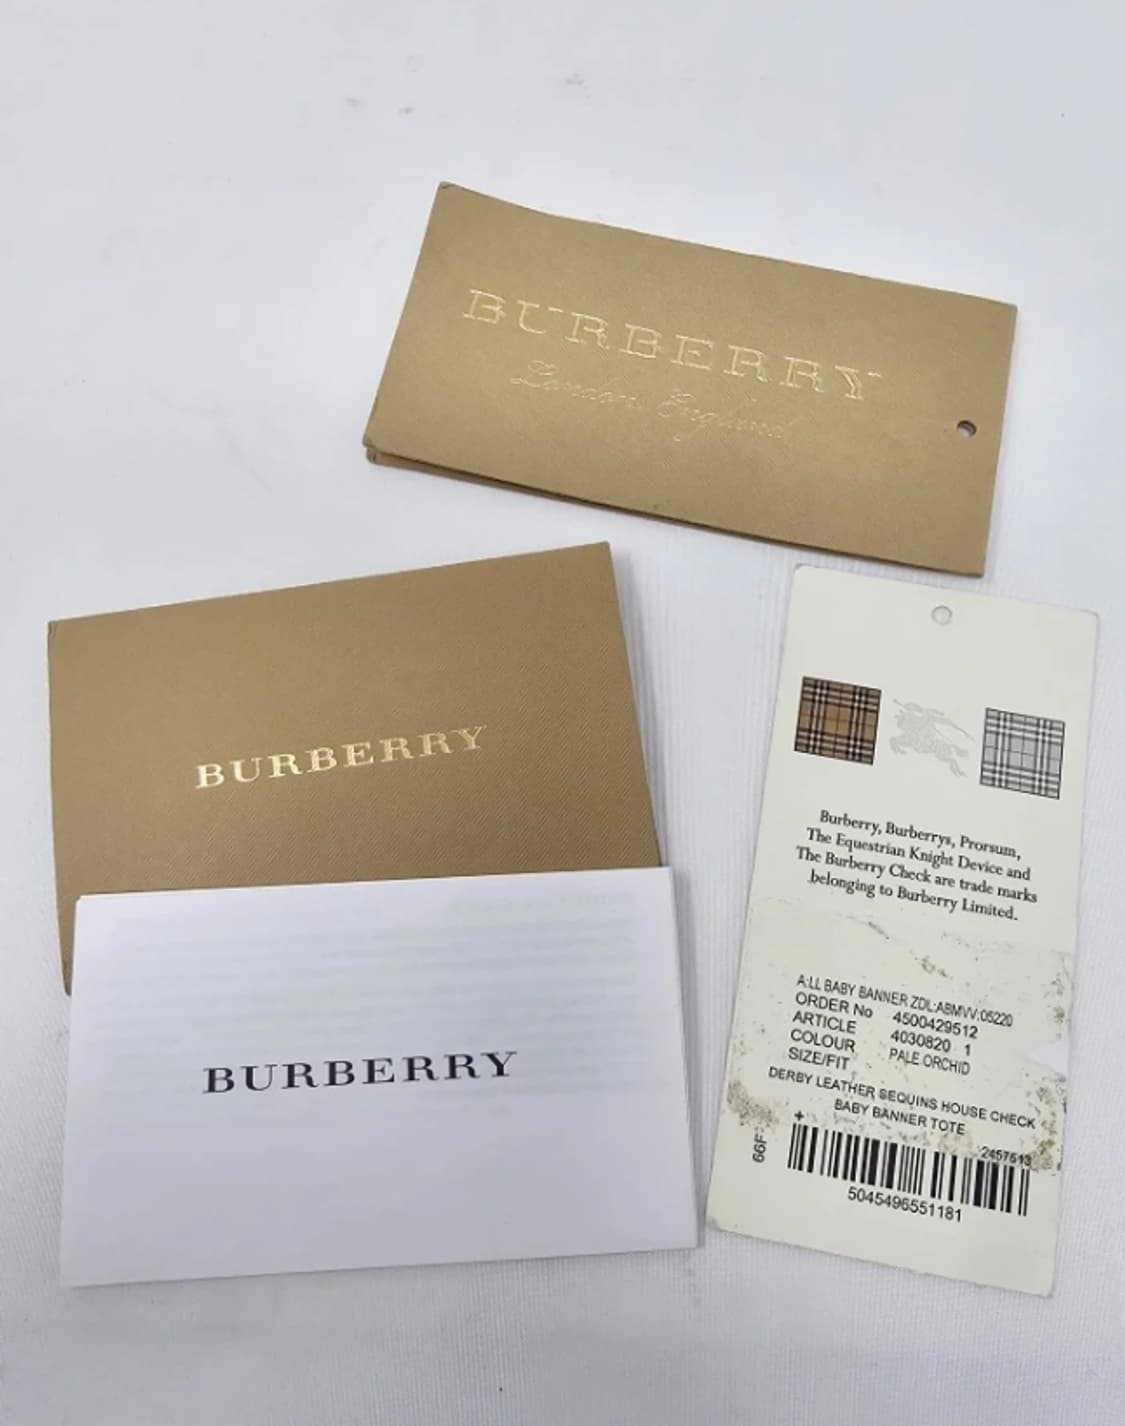 BURBERRY
London, England
BURBERRY
BURBERRY
Burberry, Burberrys, Prorsum,
The Equestrian Knight Device and
The Burberry Check are trade marks
belonging to Burberry Limited.
A:LL BABY BANNER ZDL:ABMVV:05220
ORDER No 4500429512
ARTICLE 4030820 1
COLOUR PALE ORCHID
SIZE/FIT
DERBY LEATHER SEQUINS HOUSE CHECK
BABY BANNER TOTE
2457513
66F
5045496551181